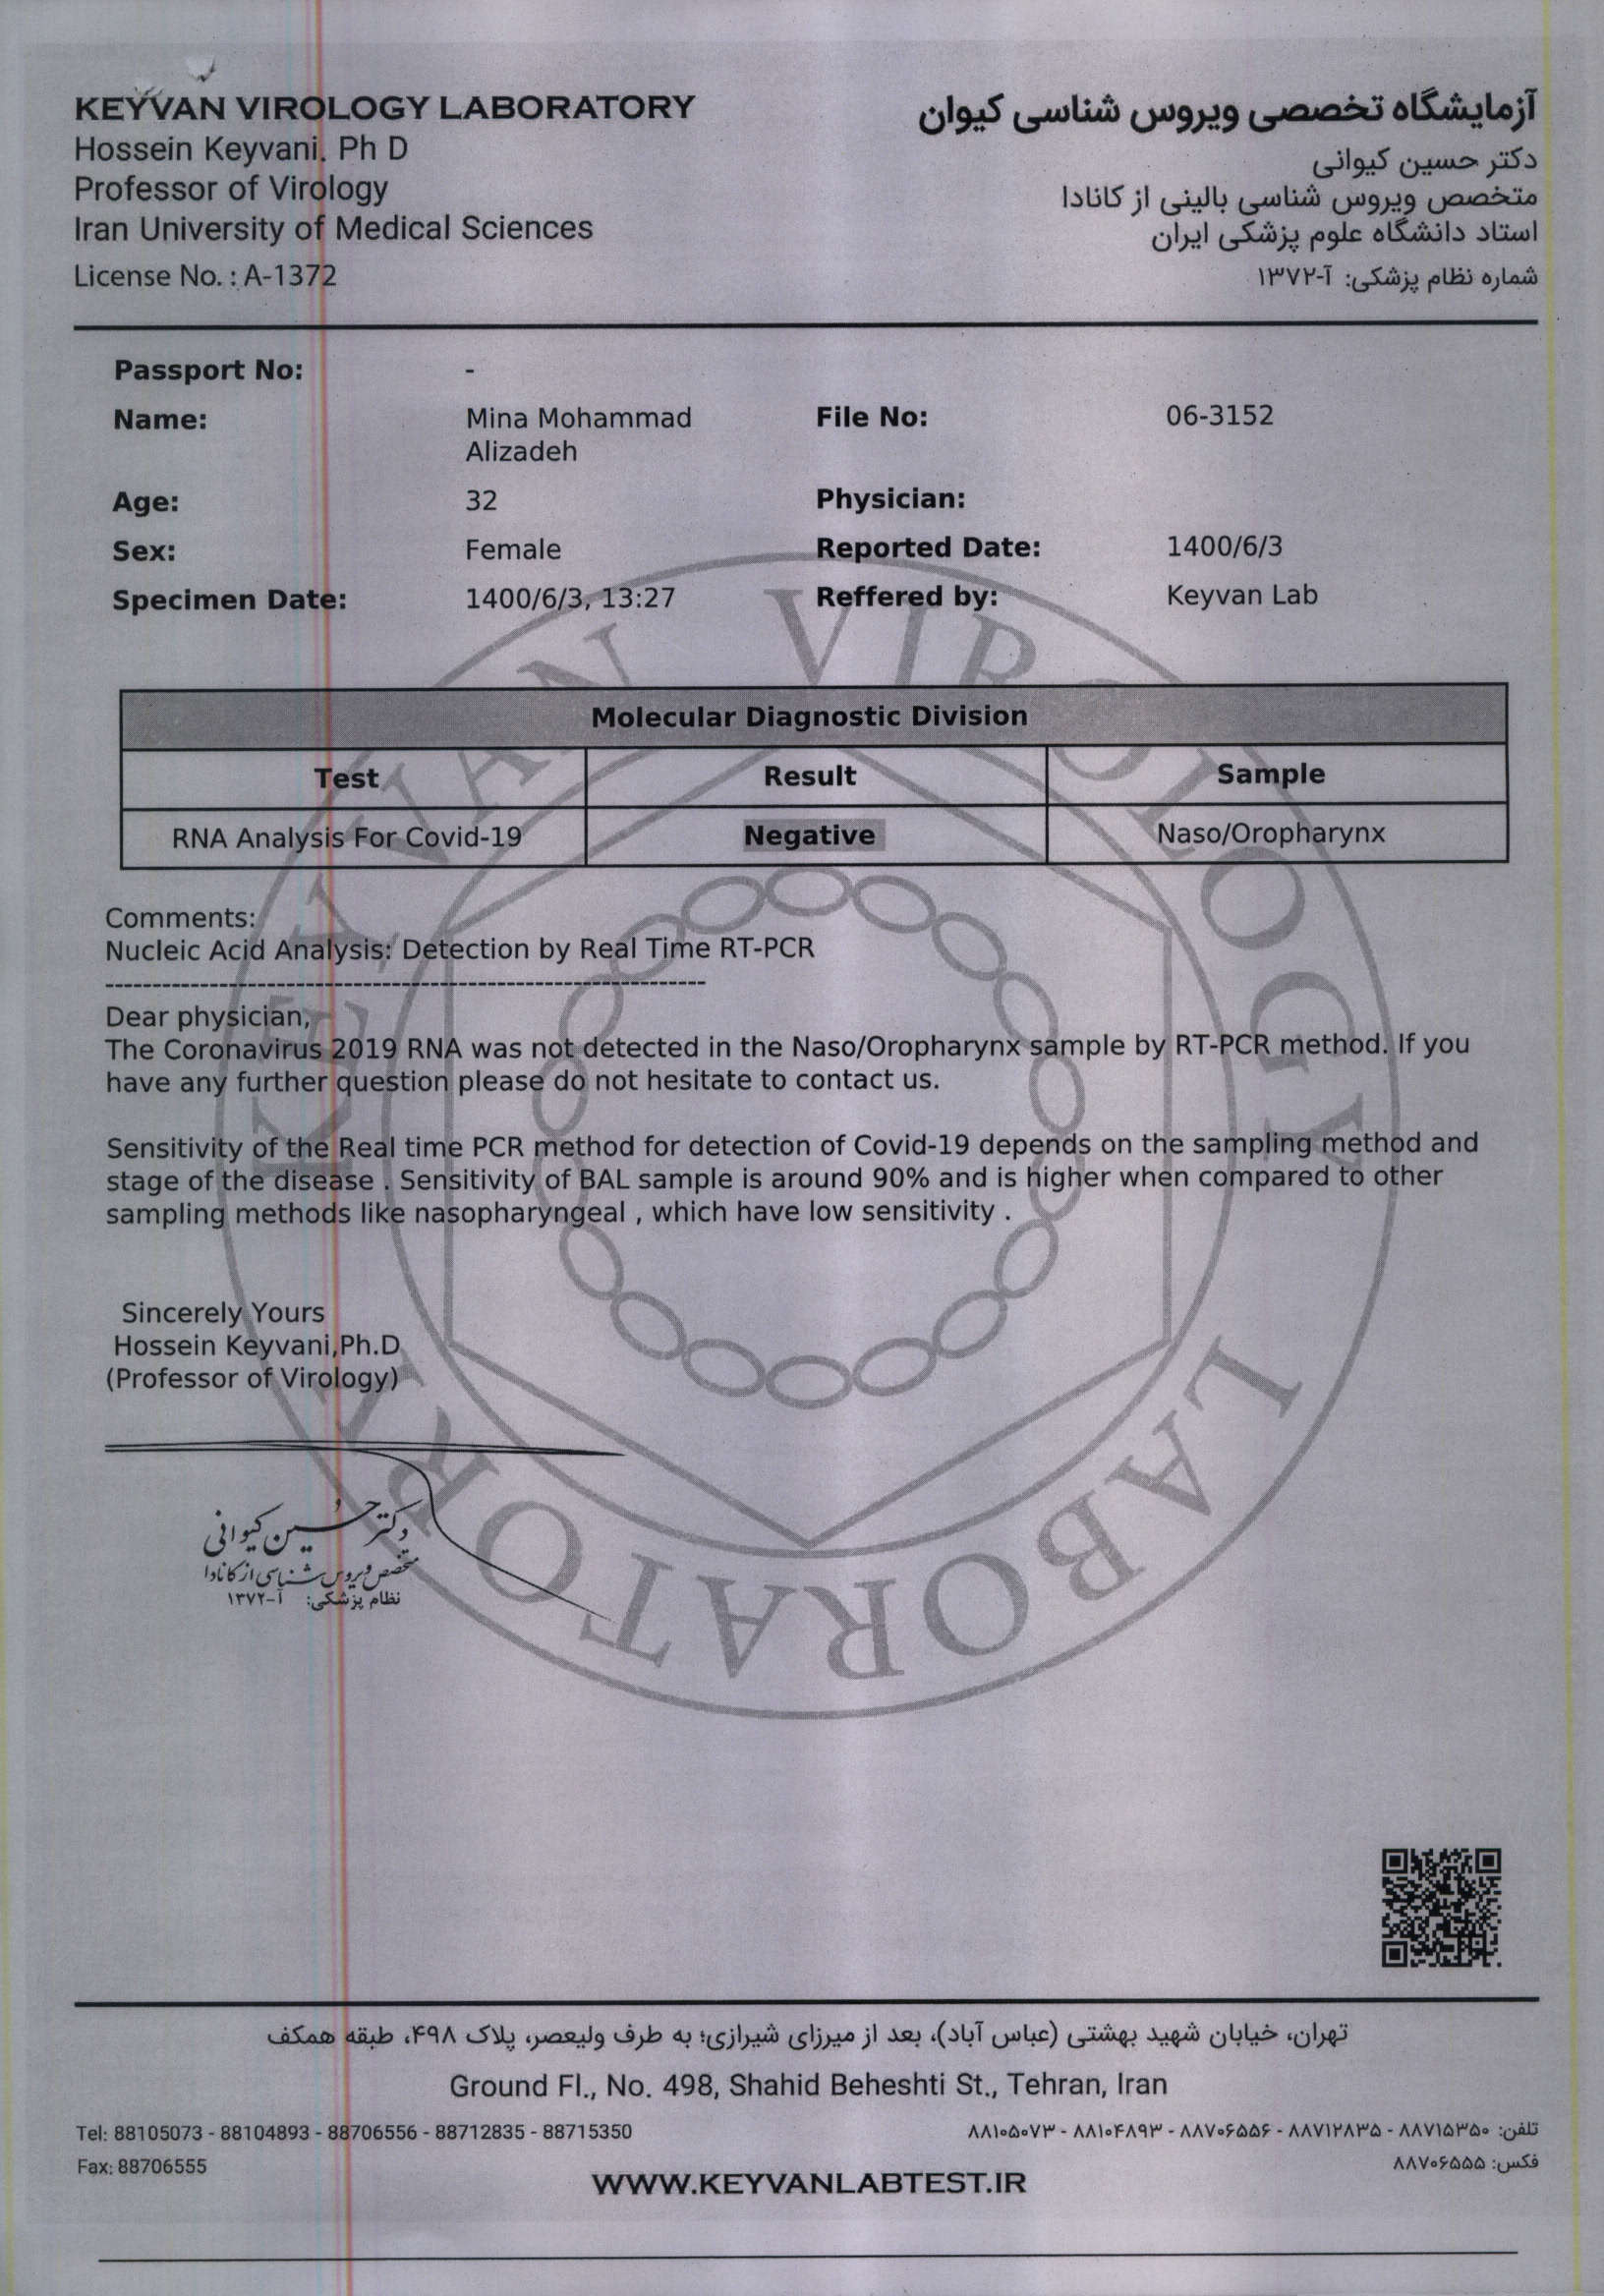 KEYVAN VIROLOGY LABORATORY
Hossein Keyvani. Ph D
Professor of Virology
Iran University of Medical Sciences
License No. : A-1372
آزمایشگاه تخصصی ویروس شناسی کیوان
دکتر حسین کیوانی
متخصص ویروس شناسی بالینی از کانادا
استاد دانشگاه علوم پزشکی ایران
شماره نظام پزشکی: آ-۱۳۷۲
Passport No: -
Name: Mina Mohammad Alizadeh File No: 06-3152
Age: 32 Physician:
Sex: Female Reported Date: 1400/6/3
Specimen Date: 1400/6/3, 13:27 Reffered by: Keyvan Lab
Molecular Diagnostic Division
Test Result Sample
RNA Analysis For Covid-19 Negative Naso/Oropharynx
Comments:
Nucleic Acid Analysis: Detection by Real Time RT-PCR
------------------------------------------------------------
Dear physician,
The Coronavirus 2019 RNA was not detected in the Naso/Oropharynx sample by RT-PCR method. If you
have any further question please do not hesitate to contact us.
Sensitivity of the Real time PCR method for detection of Covid-19 depends on the sampling method and
stage of the disease . Sensitivity of BAL sample is around 90% and is higher when compared to other
sampling methods like nasopharyngeal , which have low sensitivity .
Sincerely Yours
Hossein Keyvani,Ph.D
(Professor of Virology)
دکتر حسین کیوانی
متخصص ویروس شناسی از کانادا
نظام پزشکی: آ-۱۳۷۲
KEYVAN VIROLOGY LABORATORY
تهران، خیابان شهید بهشتی (عباس آباد)، بعد از میرزای شیرازی؛ به طرف ولیعصر، پلاک ۴۹۸، طبقه همکف
Ground Fl., No. 498, Shahid Beheshti St., Tehran, Iran
Tel: 88105073 - 88104893 - 88706556 - 88712835 - 88715350
تلفن: ۸۸۷۱۵۳۵۰ - ۸۸۷۱۲۸۳۵ - ۸۸۷۰۶۵۵۶ - ۸۸۱۰۴۸۹۳ - ۸۸۱۰۵۰۷۳
Fax: 88706555
فکس: ۸۸۷۰۶۵۵۵
WWW.KEYVANLABTEST.IR